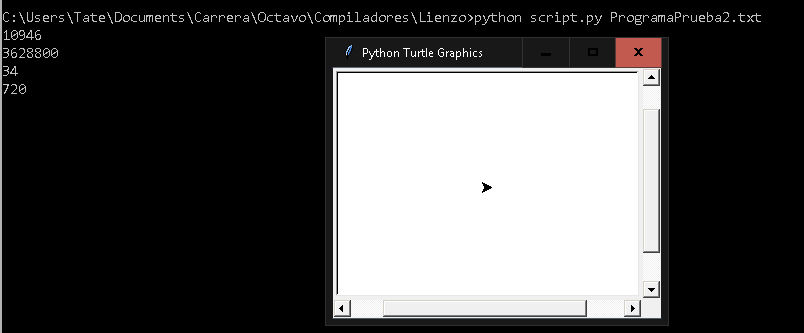 C:\Users\Tate\Documents\Carrera\Octavo\Compiladores\Lienzo>python script.py ProgramaPrueba2.txt
10946
3628800
34
720
Python Turtle Graphics